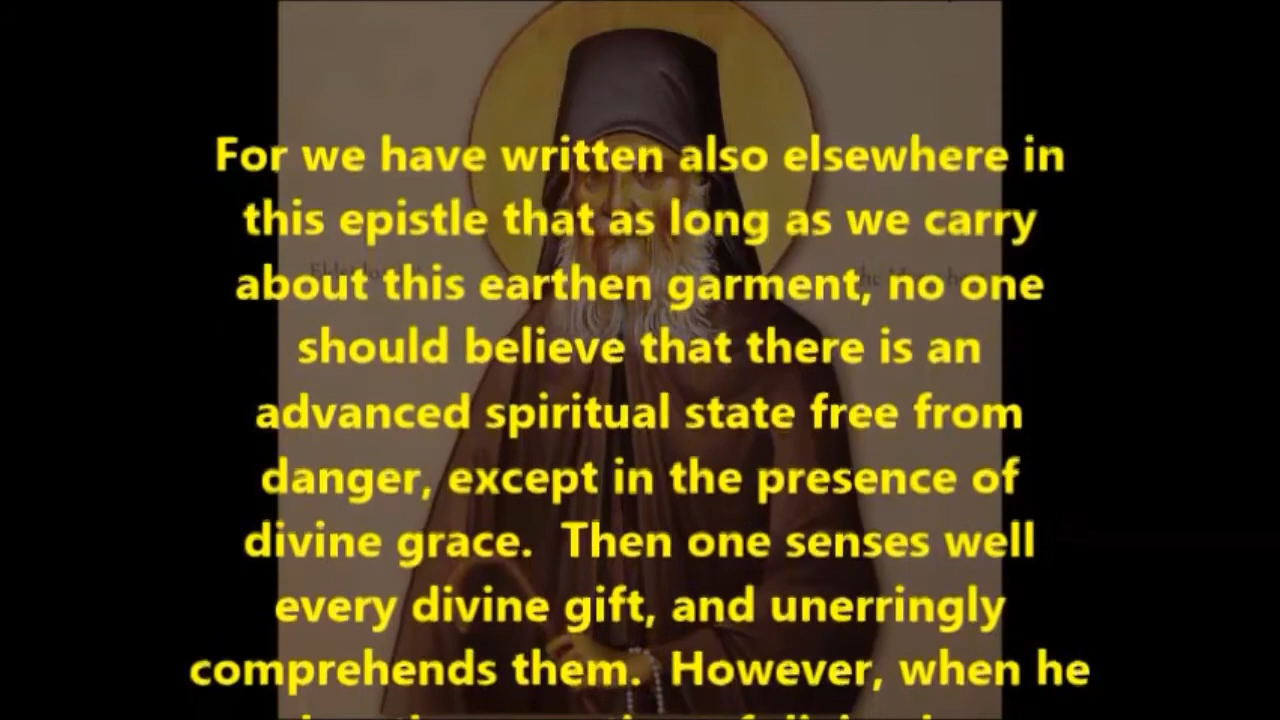 For we have written also elsewhere in
this epistle that as long as we carry
about this earthen garment, no one
should believe that there is an
advanced spiritual state free from
danger, except in the presence of
divine grace.  Then one senses well
every divine gift, and unerringly
comprehends them.  However, when he